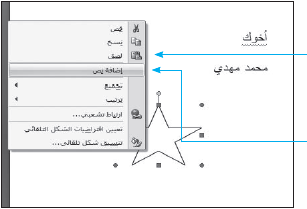 أخوك
محمد مهدي
قص
نسخ
لصق
إضافة نص
تجميع
ترتيب
ارتباط تشعبي...
تعيين افتراضيات الشكل التلقائي
تنسيق شكل تلقائي...